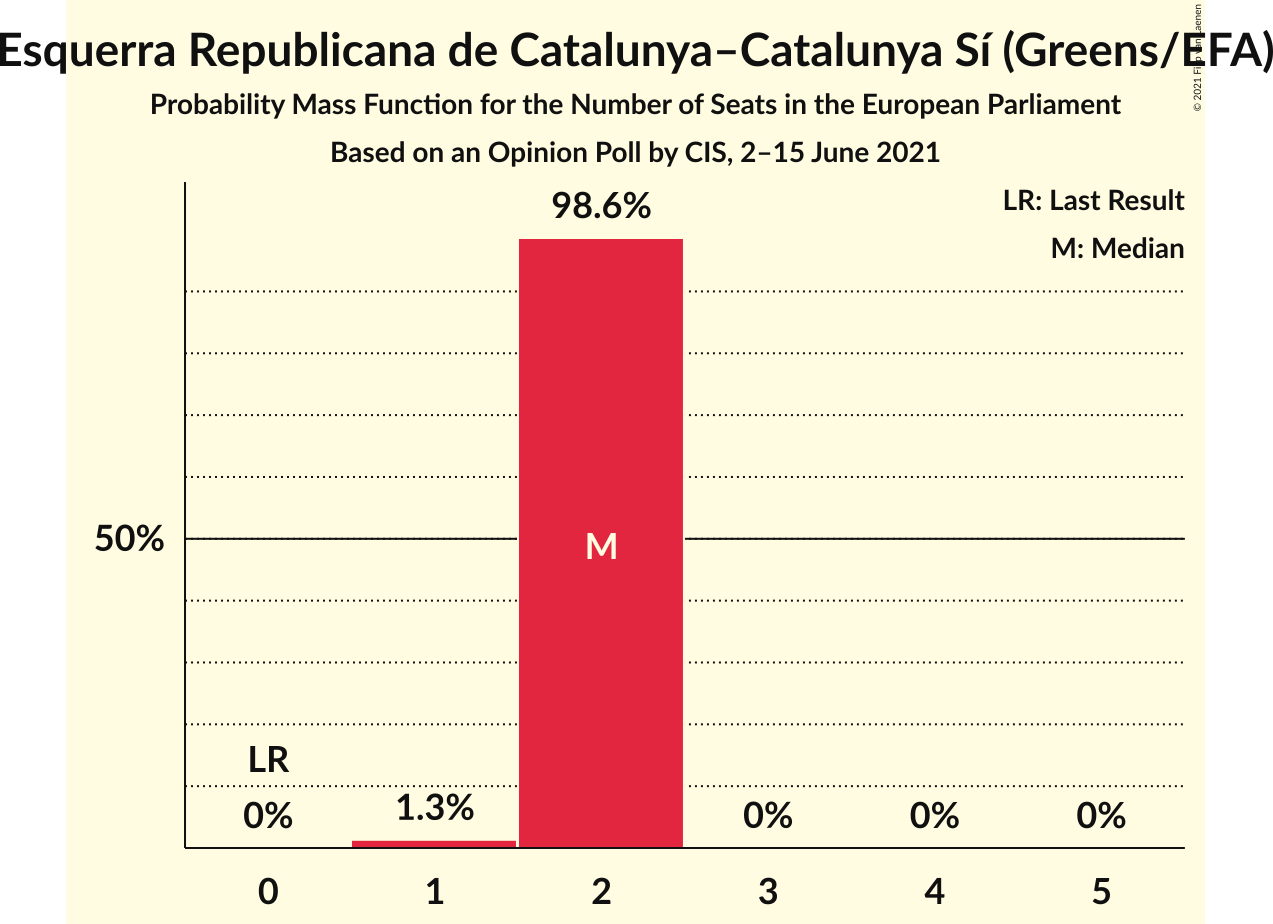 Esquerra Republicana de Catalunya–Catalunya Sí (Greens/EFA)
Probability Mass Function for the Number of Seats in the European Parliament
Based on an Opinion Poll by CIS, 2–15 June 2021
LR: Last Result
M: Median
98.6%
50%
M
LR
0%
1.3%
0%
0%
0%
0
1
2
3
4
5
© 2021